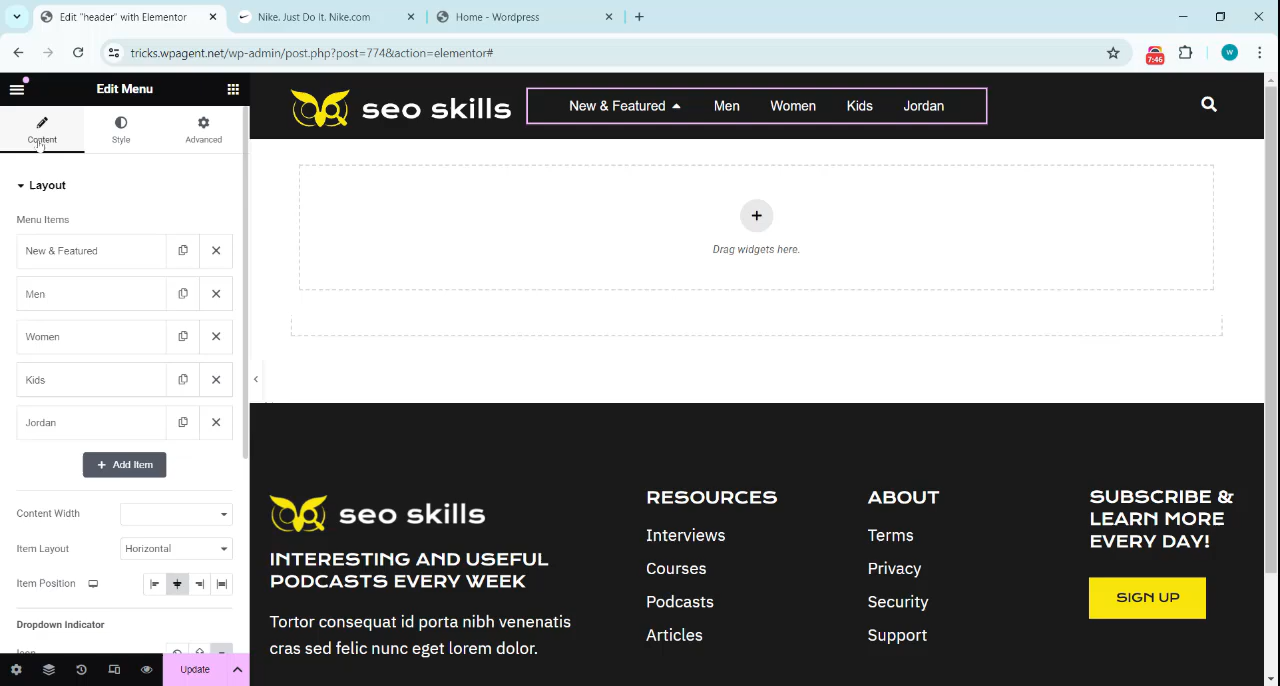 Edit "header" with Elementor
Nike. Just Do It. Nike.com
Home - Wordpress
tricks.wpagent.net/wp-admin/post.php?post=774&action=elementor#
7:46
W
Edit Menu
Content
Style
Advanced
Layout
Menu Items
New & Featured
Men
Women
Kids
Jordan
+ Add Item
Content Width
Item Layout
Horizontal
Item Position
Dropdown Indicator
Icon
Update
seo skills
New & Featured
Men
Women
Kids
Jordan
Drag widgets here.
seo skills
INTERESTING AND USEFUL
PODCASTS EVERY WEEK
Tortor consequat id porta nibh venenatis
cras sed felic nunc eget lorem dolor.
RESOURCES
Interviews
Courses
Podcasts
Articles
ABOUT
Terms
Privacy
Security
Support
SUBSCRIBE &
LEARN MORE
EVERY DAY!
SIGN UP